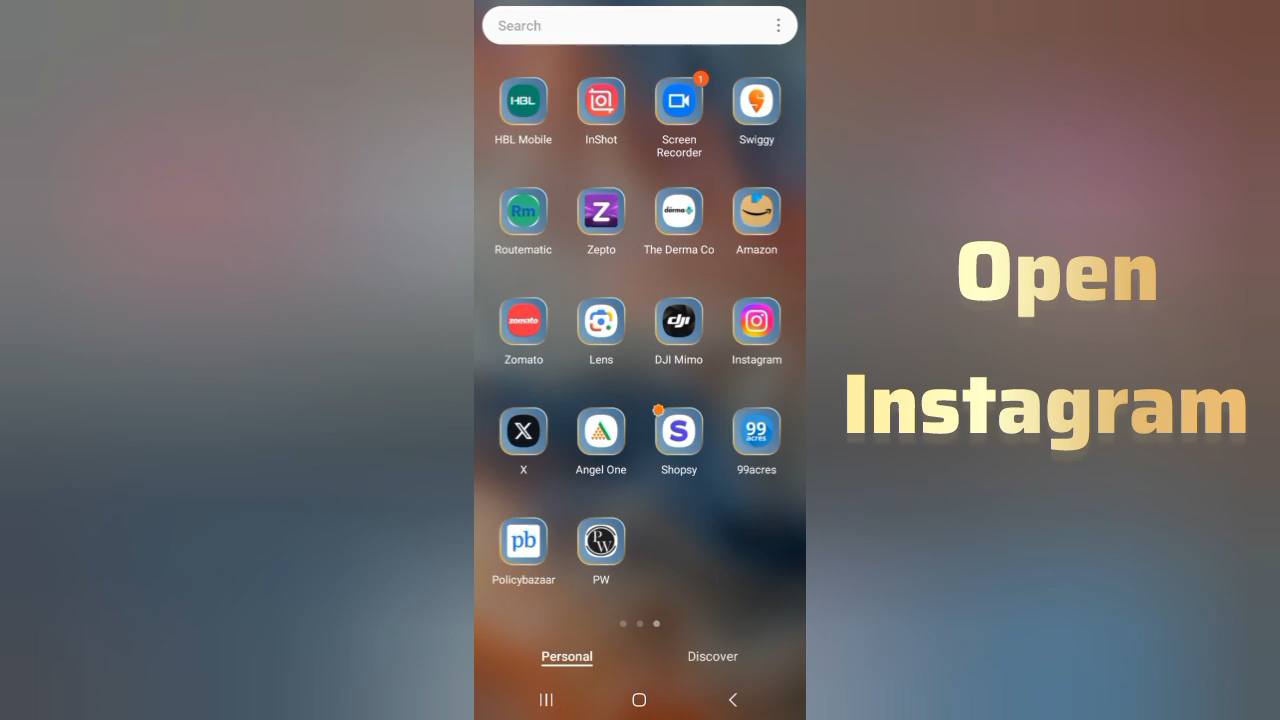 Search
1
HBL
HBL Mobile
InShot
Screen
Recorder
Swiggy
Rm
Routematic
Z
Zepto
derma
The Derma Co
Amazon
zomato
Zomato
Lens
dji
DJI Mimo
Instagram
X
X
Angel One
S
Shopsy
99
acres
99acres
pb
Policybazaar
PW
PW
Personal
Discover
Open
Instagram